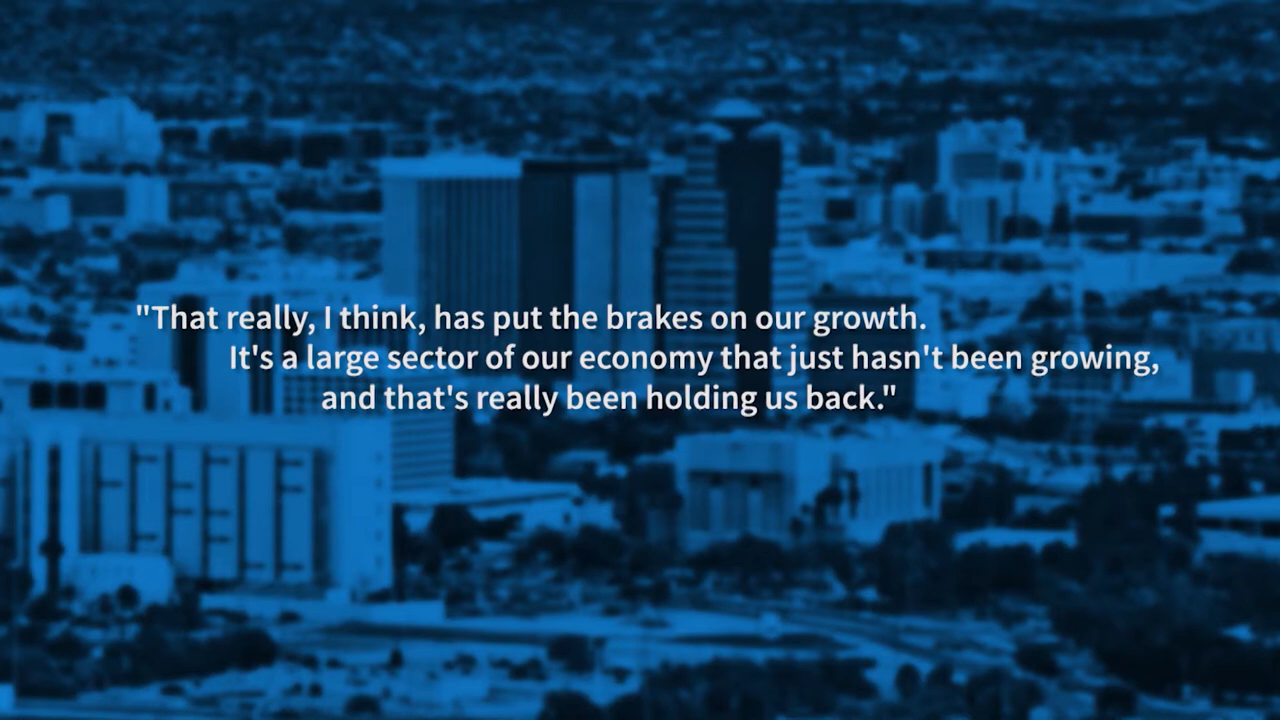 "That really, I think, has put the brakes on our growth.
It's a large sector of our economy that just hasn't been growing,
and that's really been holding us back."